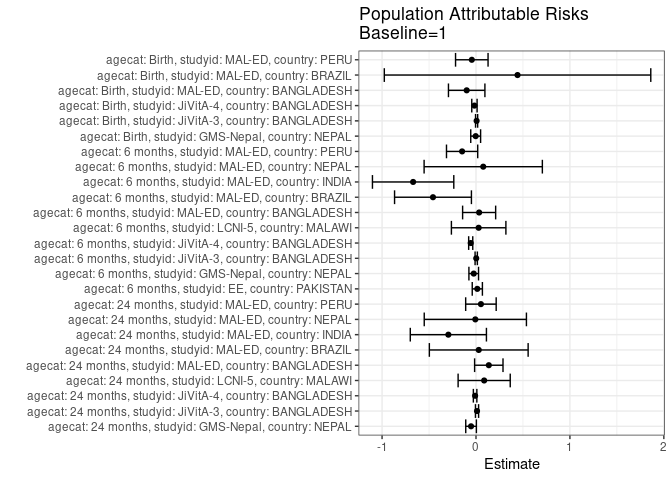 Population Attributable Risks
Baseline=1
agecat: Birth, studyid: MAL-ED, country: PERU
agecat: Birth, studyid: MAL-ED, country: BRAZIL
agecat: Birth, studyid: MAL-ED, country: BANGLADESH
agecat: Birth, studyid: JiVitA-4, country: BANGLADESH
agecat: Birth, studyid: JiVitA-3, country: BANGLADESH
agecat: Birth, studyid: GMS-Nepal, country: NEPAL
agecat: 6 months, studyid: MAL-ED, country: PERU
agecat: 6 months, studyid: MAL-ED, country: NEPAL
agecat: 6 months, studyid: MAL-ED, country: INDIA
agecat: 6 months, studyid: MAL-ED, country: BRAZIL
agecat: 6 months, studyid: MAL-ED, country: BANGLADESH
agecat: 6 months, studyid: LCNI-5, country: MALAWI
agecat: 6 months, studyid: JiVitA-4, country: BANGLADESH
agecat: 6 months, studyid: JiVitA-3, country: BANGLADESH
agecat: 6 months, studyid: GMS-Nepal, country: NEPAL
agecat: 6 months, studyid: EE, country: PAKISTAN
agecat: 24 months, studyid: MAL-ED, country: PERU
agecat: 24 months, studyid: MAL-ED, country: NEPAL
agecat: 24 months, studyid: MAL-ED, country: INDIA
agecat: 24 months, studyid: MAL-ED, country: BRAZIL
agecat: 24 months, studyid: MAL-ED, country: BANGLADESH
agecat: 24 months, studyid: LCNI-5, country: MALAWI
agecat: 24 months, studyid: JiVitA-4, country: BANGLADESH
agecat: 24 months, studyid: JiVitA-3, country: BANGLADESH
agecat: 24 months, studyid: GMS-Nepal, country: NEPAL
-1 0 1 2
Estimate